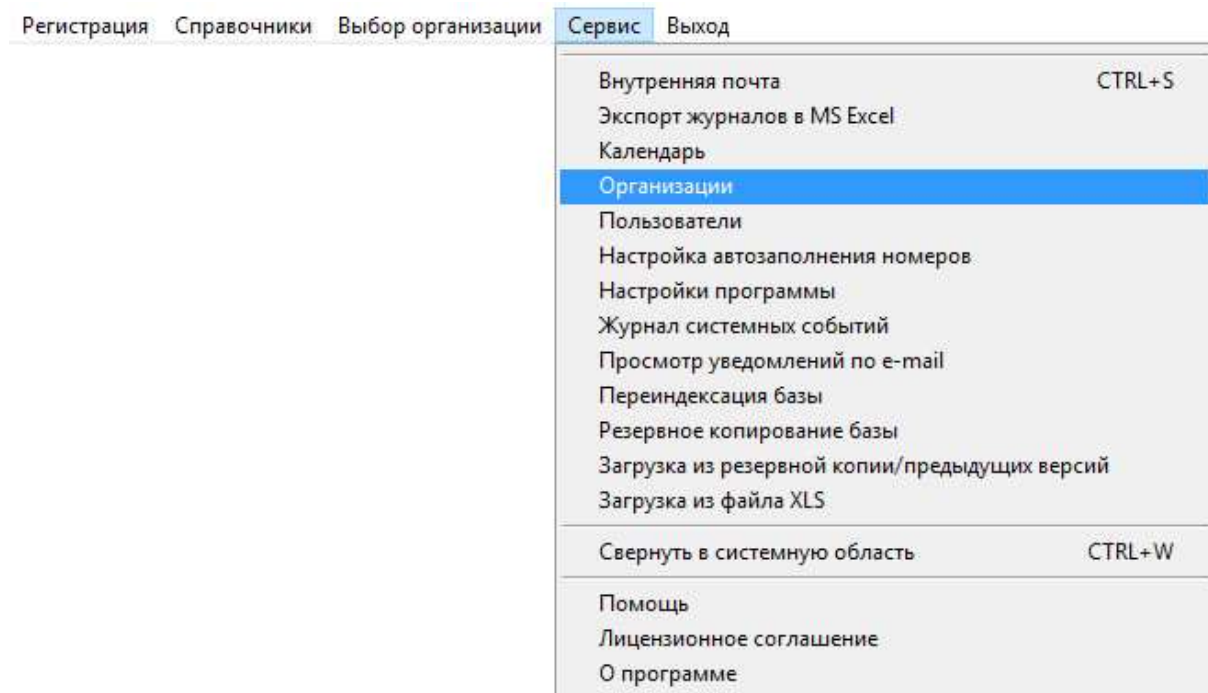 Регистрация Справочники Выбор организации Сервис Выход
Внутренняя почта CTRL+S
Экспорт журналов в MS Excel
Календарь
Организации
Пользователи
Настройка автозаполнения номеров
Настройки программы
Журнал системных событий
Просмотр уведомлений по e-mail
Переиндексация базы
Резервное копирование базы
Загрузка из резервной копии/предыдущих версий
Загрузка из файла XLS
Свернуть в системную область CTRL+W
Помощь
Лицензионное соглашение
О программе